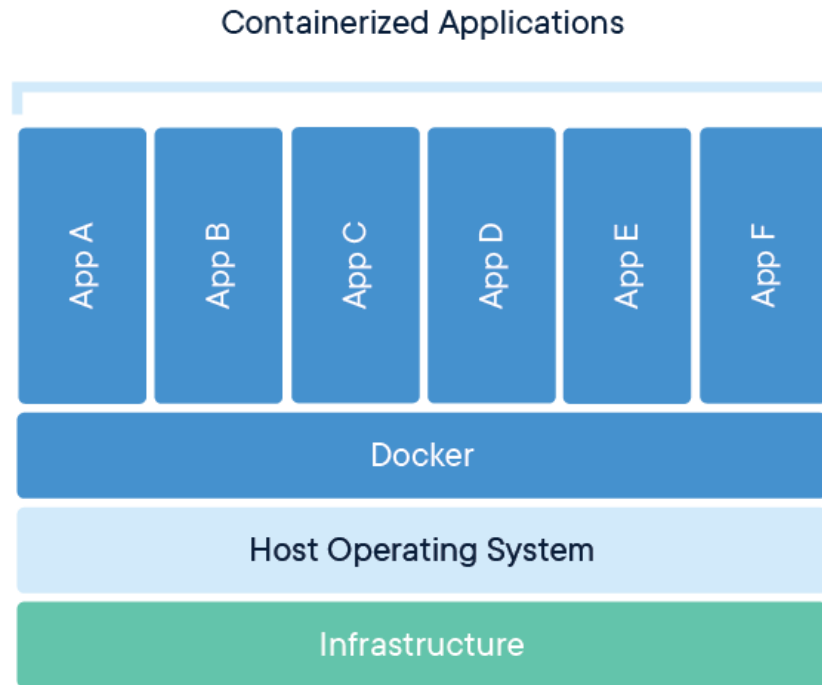 Containerized Applications
App A
App B
App C
App D
App E
App F
Docker
Host Operating System
Infrastructure